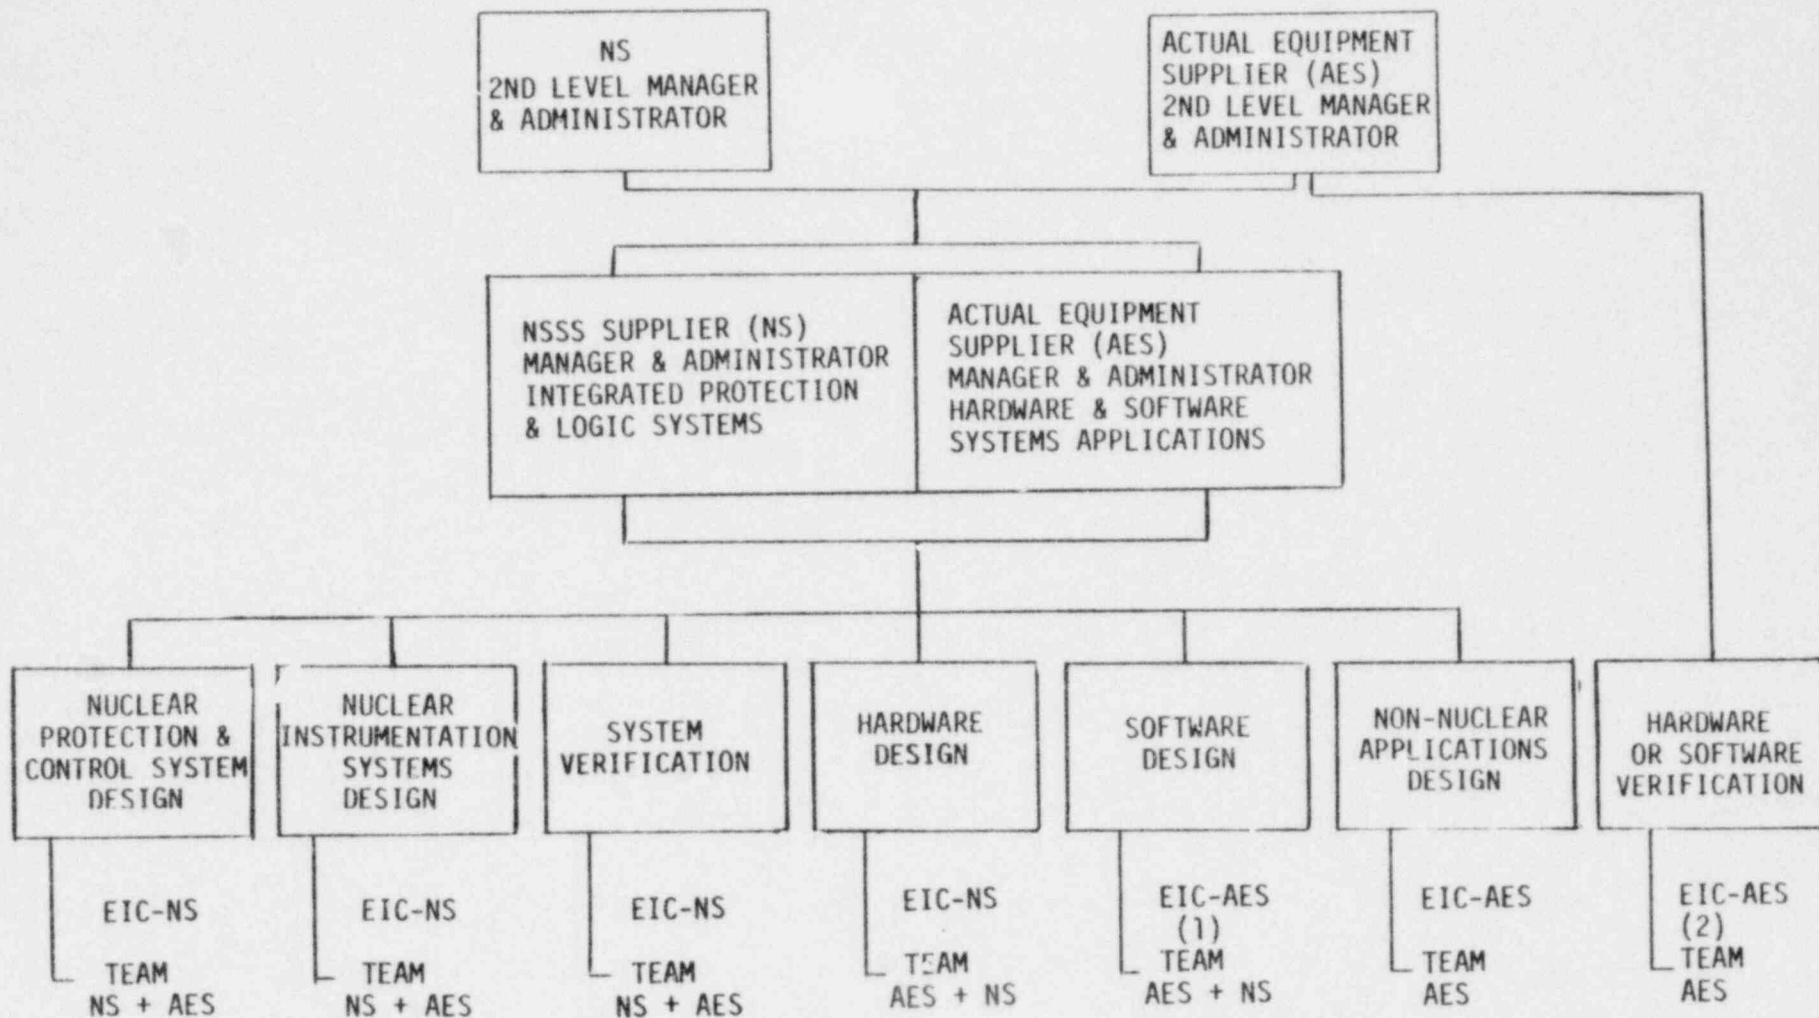 NS
2ND LEVEL MANAGER
& ADMINISTRATOR
ACTUAL EQUIPMENT
SUPPLIER (AES)
2ND LEVEL MANAGER
& ADMINISTRATOR
NSSS SUPPLIER (NS)
MANAGER & ADMINISTRATOR
INTEGRATED PROTECTION
& LOGIC SYSTEMS
ACTUAL EQUIPMENT
SUPPLIER (AES)
MANAGER & ADMINISTRATOR
HARDWARE & SOFTWARE
SYSTEMS APPLICATIONS
NUCLEAR
PROTECTION &
CONTROL SYSTEM
DESIGN
EIC-NS
TEAM
NS + AES
NUCLEAR
INSTRUMENTATION
SYSTEMS
DESIGN
EIC-NS
TEAM
NS + AES
SYSTEM
VERIFICATION
EIC-NS
TEAM
NS + AES
HARDWARE
DESIGN
EIC-NS
TEAM
AES + NS
SOFTWARE
DESIGN
EIC-AES
(1)
TEAM
AES + NS
NON-NUCLEAR
APPLICATIONS
DESIGN
EIC-AES
TEAM
AES
HARDWARE
OR SOFTWARE
VERIFICATION
EIC-AES
(2)
TEAM
AES